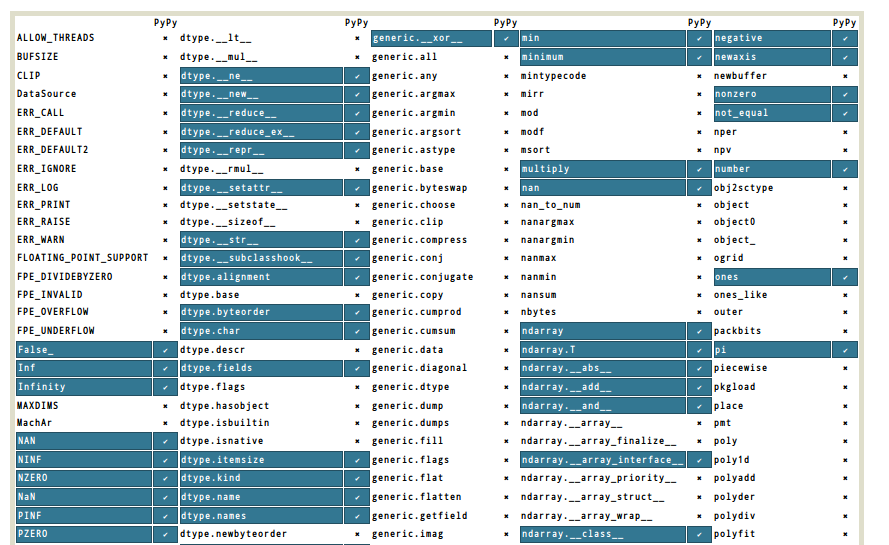 PyPy PyPy PyPy PyPy PyPy
ALLOW_THREADS ✖ dtype.__lt__ ✖ generic.__xor__ ✔ min ✔ negative ✔
BUFSIZE ✖ dtype.__mul__ ✖ generic.all ✖ minimum ✔ newaxis ✔
CLIP ✖ dtype.__ne__ ✔ generic.any ✖ mintypecode ✖ newbuffer ✖
DataSource ✖ dtype.__new__ ✔ generic.argmax ✖ mirr ✖ nonzero ✔
ERR_CALL ✖ dtype.__reduce__ ✔ generic.argmin ✖ mod ✖ not_equal ✔
ERR_DEFAULT ✖ dtype.__reduce_ex__ ✔ generic.argsort ✖ modf ✖ nper ✖
ERR_DEFAULT2 ✖ dtype.__repr__ ✔ generic.astype ✖ msort ✖ npv ✖
ERR_IGNORE ✖ dtype.__rmul__ ✖ generic.base ✖ multiply ✔ number ✔
ERR_LOG ✖ dtype.__setattr__ ✔ generic.byteswap ✖ nan ✔ obj2sctype ✖
ERR_PRINT ✖ dtype.__setstate__ ✖ generic.choose ✖ nan_to_num ✖ object ✖
ERR_RAISE ✖ dtype.__sizeof__ ✖ generic.clip ✖ nanargmax ✖ object0 ✖
ERR_WARN ✖ dtype.__str__ ✔ generic.compress ✖ nanargmin ✖ object_ ✖
FLOATING_POINT_SUPPORT ✖ dtype.__subclasshook__ ✔ generic.conj ✖ nanmax ✖ ogrid ✖
FPE_DIVIDEBYZERO ✖ dtype.alignment ✔ generic.conjugate ✖ nanmin ✖ ones ✔
FPE_INVALID ✖ dtype.base ✖ generic.copy ✖ nansum ✖ ones_like ✖
FPE_OVERFLOW ✖ dtype.byteorder ✔ generic.cumprod ✖ nbytes ✖ outer ✖
FPE_UNDERFLOW ✖ dtype.char ✔ generic.cumsum ✖ ndarray ✔ packbits ✖
False_ ✔ dtype.descr ✖ generic.data ✖ ndarray.T ✔ pi ✔
Inf ✔ dtype.fields ✔ generic.diagonal ✖ ndarray.__abs__ ✔ piecewise ✖
Infinity ✔ dtype.flags ✖ generic.dtype ✖ ndarray.__add__ ✔ pkgload ✖
MAXDIMS ✖ dtype.hasobject ✖ generic.dump ✖ ndarray.__and__ ✔ place ✖
MachAr ✖ dtype.isbuiltin ✖ generic.dumps ✖ ndarray.__array__ ✖ pmt ✖
NAN ✔ dtype.isnative ✖ generic.fill ✖ ndarray.__array_finalize__ ✖ poly ✖
NINF ✔ dtype.itemsize ✔ generic.flags ✖ ndarray.__array_interface__ ✔ poly1d ✖
NZERO ✔ dtype.kind ✔ generic.flat ✖ ndarray.__array_priority__ ✖ polyadd ✖
NaN ✔ dtype.name ✔ generic.flatten ✖ ndarray.__array_struct__ ✖ polyder ✖
PINF ✔ dtype.names ✔ generic.getfield ✖ ndarray.__array_wrap__ ✖ polydiv ✖
PZERO ✔ dtype.newbyteorder ✖ generic.imag ✖ ndarray.__class__ ✔ polyfit ✖